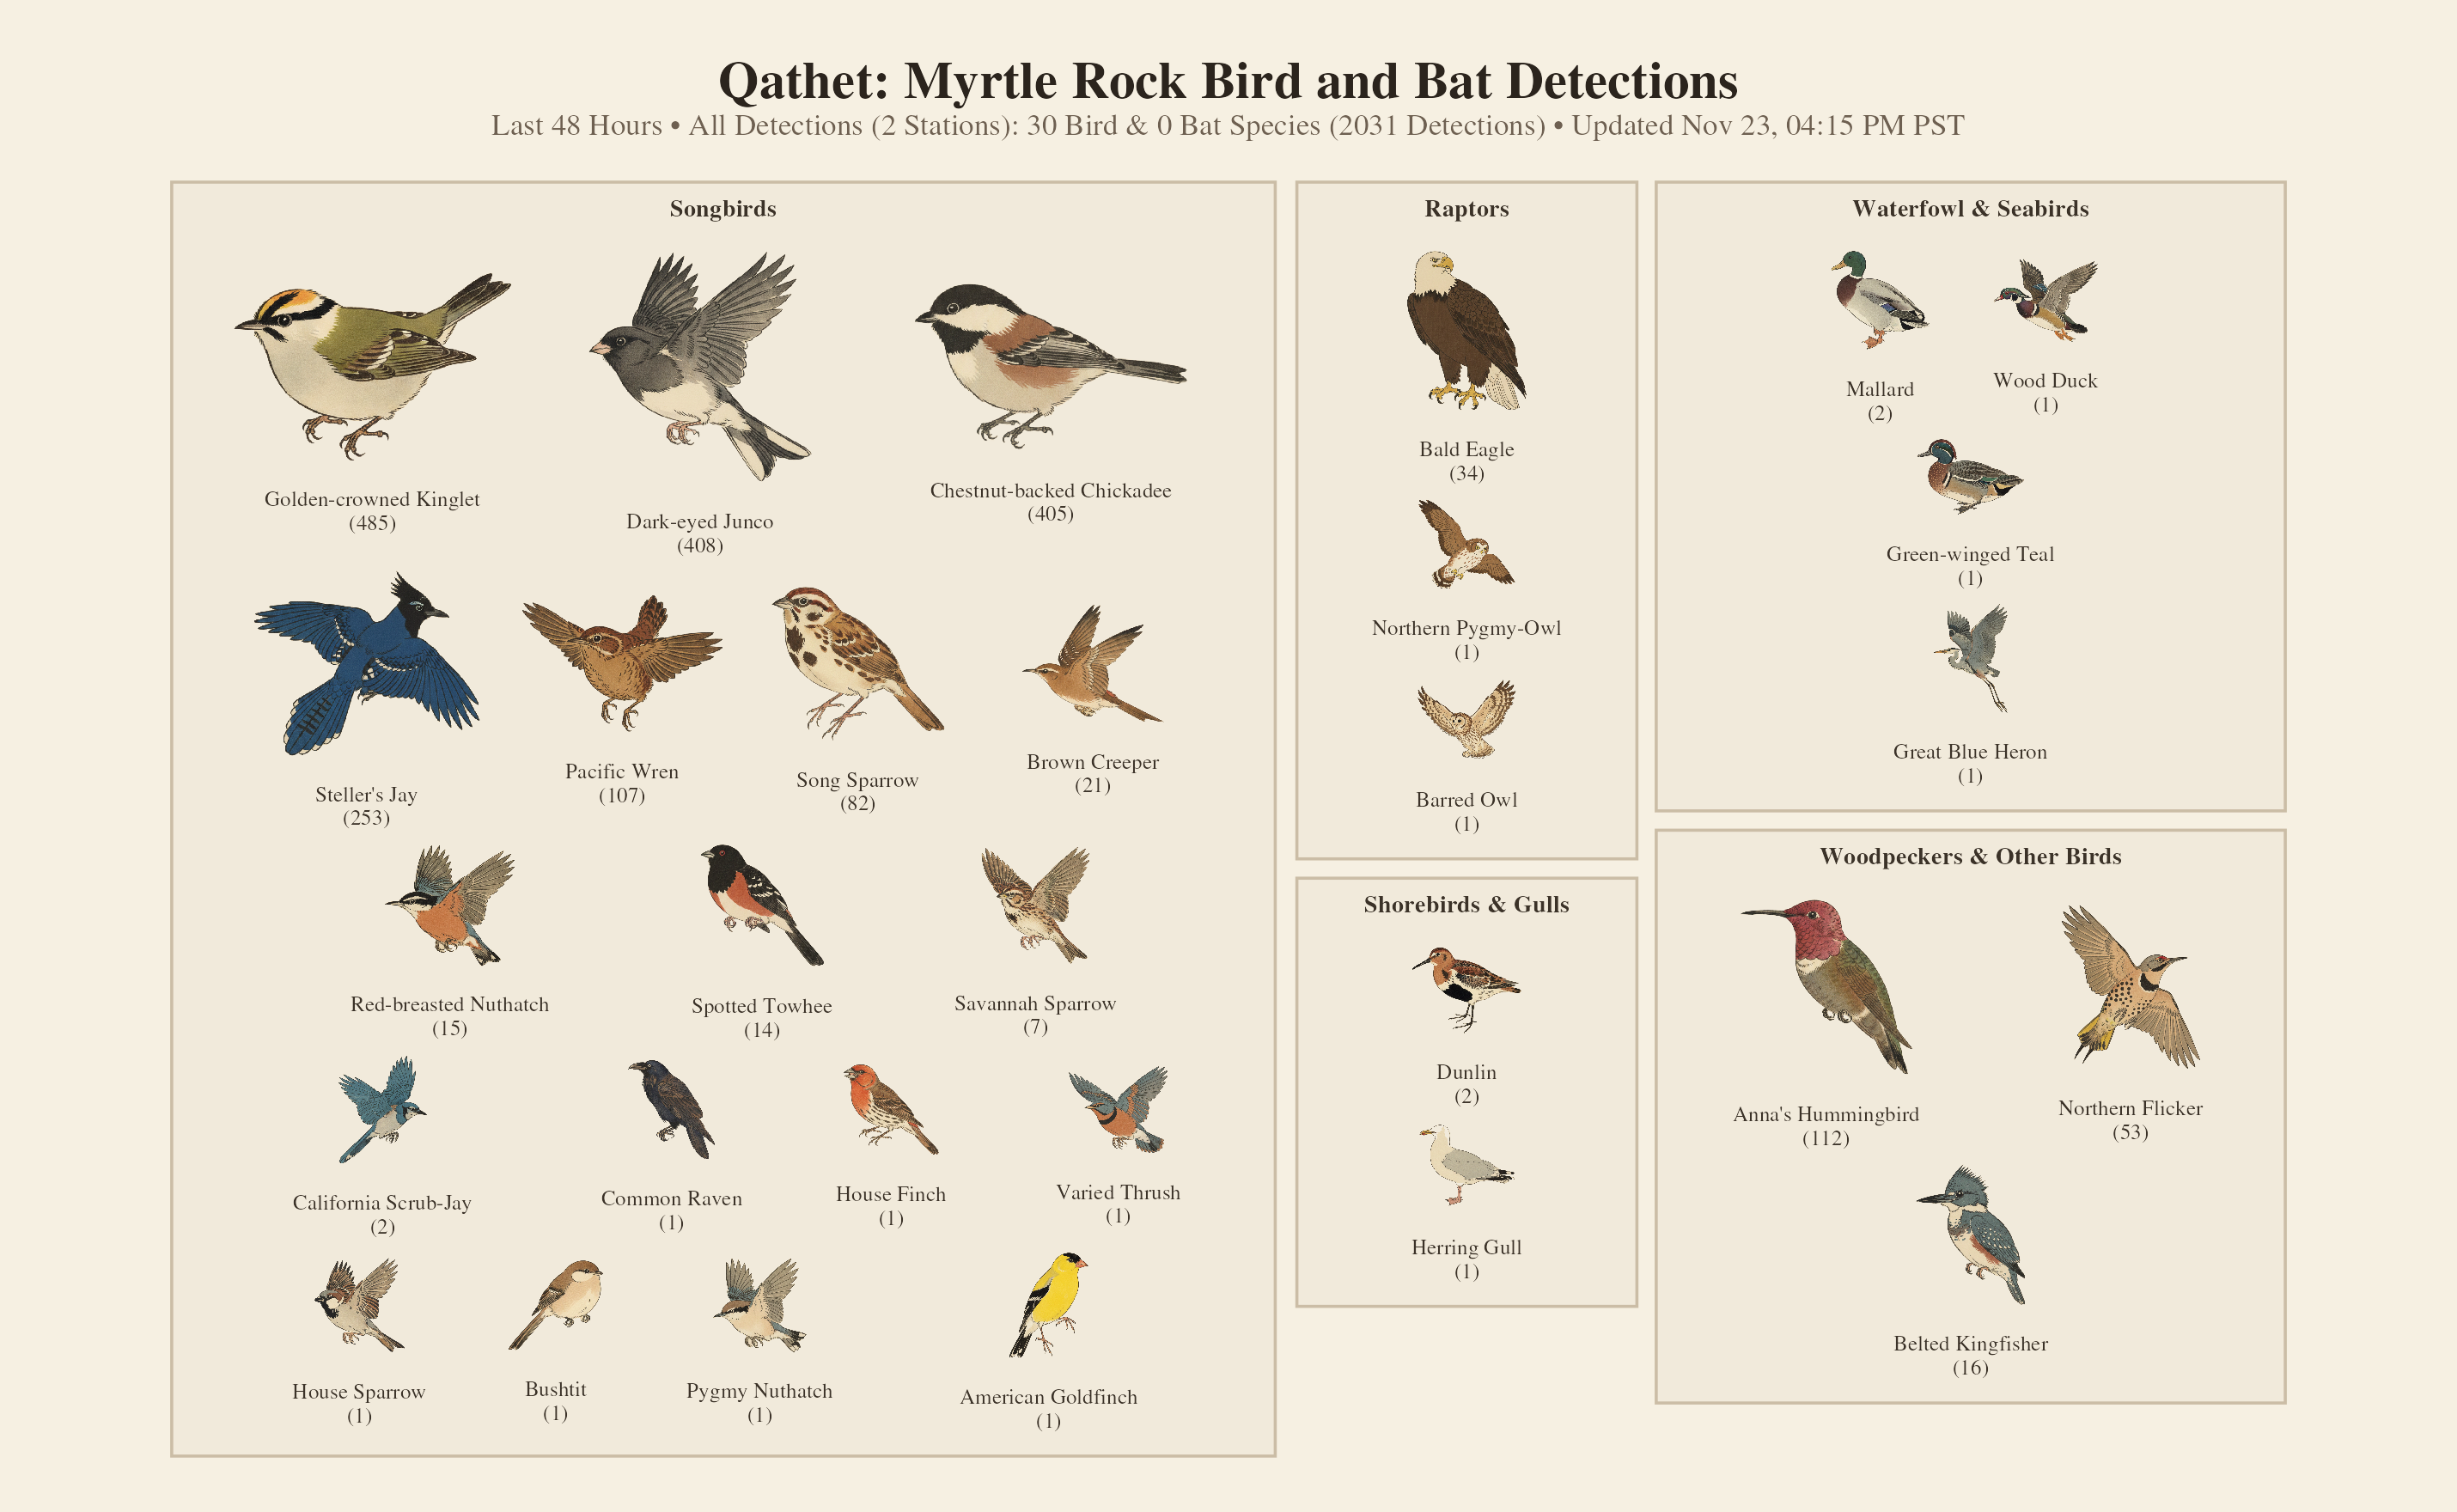 Qathet: Myrtle Rock Bird and Bat Detections
Last 48 Hours • All Detections (2 Stations): 30 Bird & 0 Bat Species (2031 Detections) • Updated Nov 23, 04:15 PM PST
Songbirds
Golden-crowned Kinglet
(485)
Dark-eyed Junco
(408)
Chestnut-backed Chickadee
(405)
Steller's Jay
(253)
Pacific Wren
(107)
Song Sparrow
(82)
Brown Creeper
(21)
Red-breasted Nuthatch
(15)
Spotted Towhee
(14)
Savannah Sparrow
(7)
California Scrub-Jay
(2)
Common Raven
(1)
House Finch
(1)
Varied Thrush
(1)
House Sparrow
(1)
Bushtit
(1)
Pygmy Nuthatch
(1)
American Goldfinch
(1)
Raptors
Bald Eagle
(34)
Northern Pygmy-Owl
(1)
Barred Owl
(1)
Shorebirds & Gulls
Dunlin
(2)
Herring Gull
(1)
Waterfowl & Seabirds
Mallard
(2)
Wood Duck
(1)
Green-winged Teal
(1)
Great Blue Heron
(1)
Woodpeckers & Other Birds
Anna's Hummingbird
(112)
Northern Flicker
(53)
Belted Kingfisher
(16)